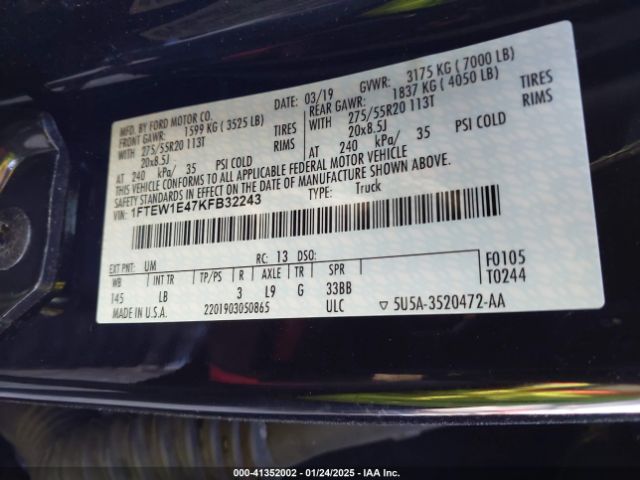 MFD. BY FORD MOTOR CO.
DATE: 03/19 GVWR: 3175 KG ( 7000 LB)
FRONT GAWR: 1599 KG ( 3525 LB) REAR GAWR: 1837 KG ( 4050 LB)
WITH 275/55R20 113T TIRES WITH 275/55R20 113T TIRES
20x8.5J RIMS 20x8.5J RIMS
AT 240 kPa/ 35 PSI COLD AT 240 kPa/ 35 PSI COLD
THIS VEHICLE CONFORMS TO ALL APPLICABLE FEDERAL MOTOR VEHICLE
SAFETY STANDARDS IN EFFECT ON THE DATE OF MANUFACTURE SHOWN ABOVE.
VIN: 1FTEW1E47KFB32243 TYPE: Truck
EXT PNT: UM RC: 13 DSO: F0105
WB INT TR TP/PS R AXLE TR SPR T0244
145 LB 3 L9 G 33BB
MADE IN U.S.A. 2201903050865 ULC ▽ 5U5A-3520472-AA
000-41352002 - 01/24/2025 - IAA Inc.